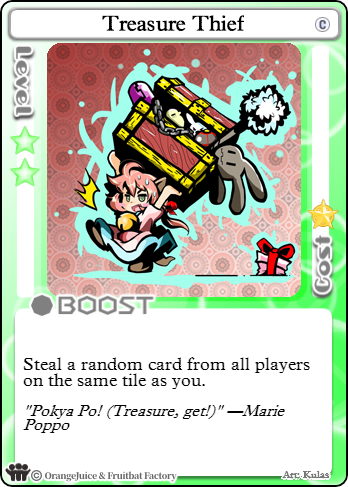 Treasure Thief
C
Level
Cost
BOOST
Steal a random card from all players
on the same tile as you.
"Pokya Po! (Treasure, get!)" —Marie
Poppo
© OrangeJuice & Fruitbat Factory
Art: Kulas